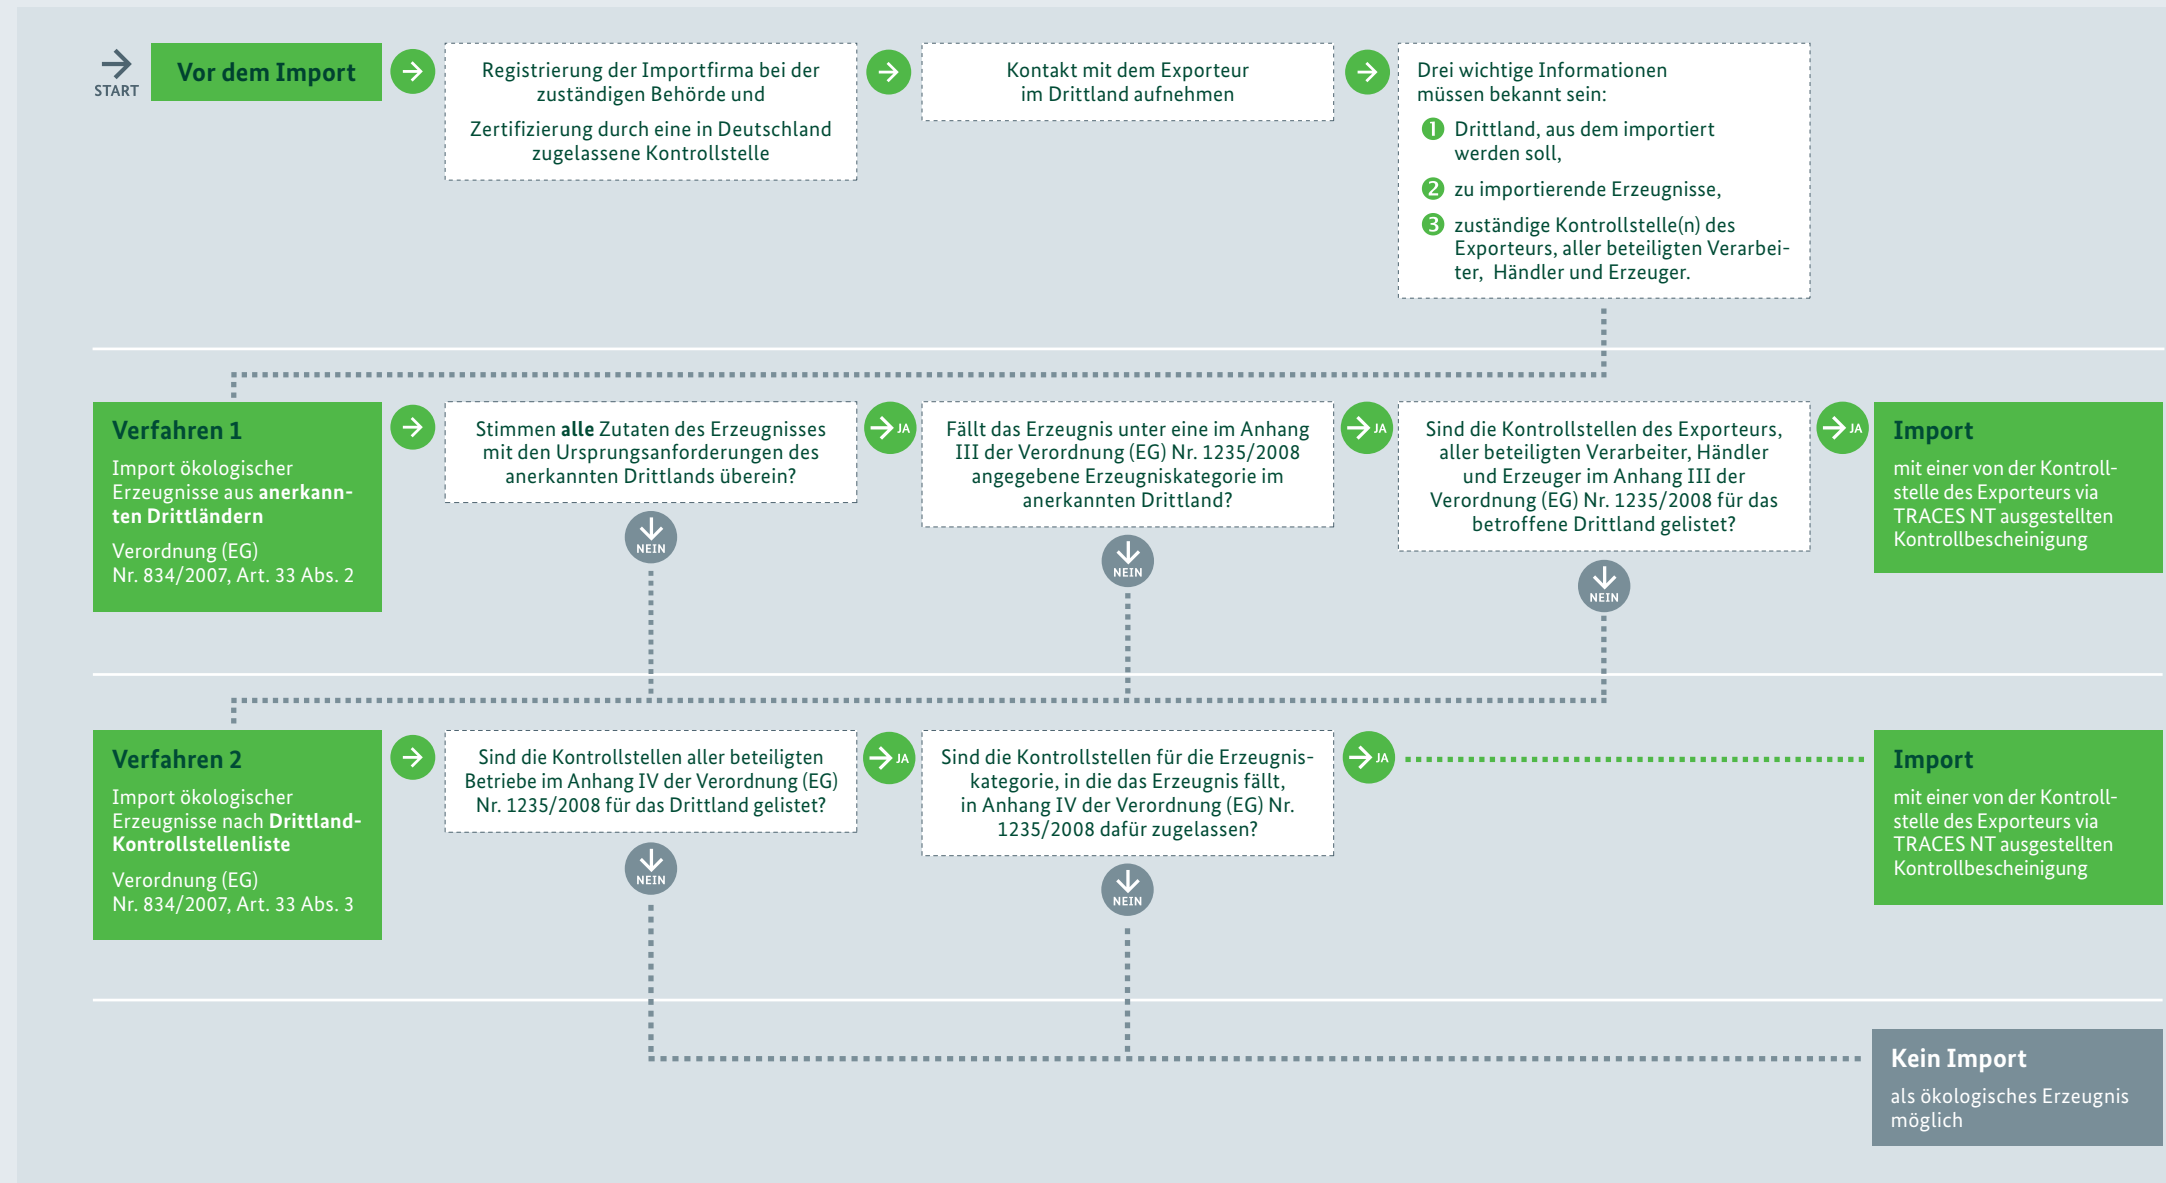 START
Vor dem Import
Registrierung der Importfirma bei der
zuständigen Behörde und
Zertifizierung durch eine in Deutschland
zugelassene Kontrollstelle
Kontakt mit dem Exporteur
im Drittland aufnehmen
Drei wichtige Informationen
müssen bekannt sein:
1 Drittland, aus dem importiert
werden soll,
2 zu importierende Erzeugnisse,
3 zuständige Kontrollstelle(n) des
Exporteurs, aller beteiligten Verarbei-
ter, Händler und Erzeuger.
Verfahren 1
Import ökologischer
Erzeugnisse aus anerkann-
ten Drittländern
Verordnung (EG)
Nr. 834/2007, Art. 33 Abs. 2
Stimmen alle Zutaten des Erzeugnisses
mit den Ursprungsanforderungen des
anerkannten Drittlands überein?
NEIN
JA
Fällt das Erzeugnis unter eine im Anhang
III der Verordnung (EG) Nr. 1235/2008
angegebene Erzeugniskategorie im
anerkannten Drittland?
NEIN
JA
Sind die Kontrollstellen des Exporteurs,
aller beteiligten Verarbeiter, Händler
und Erzeuger im Anhang III der
Verordnung (EG) Nr. 1235/2008 für das
betroffene Drittland gelistet?
NEIN
JA
Import
mit einer von der Kontroll-
stelle des Exporteurs via
TRACES NT ausgestellten
Kontrollbescheinigung
Verfahren 2
Import ökologischer
Erzeugnisse nach Drittland-
Kontrollstellenliste
Verordnung (EG)
Nr. 834/2007, Art. 33 Abs. 3
Sind die Kontrollstellen aller beteiligten
Betriebe im Anhang IV der Verordnung (EG)
Nr. 1235/2008 für das Drittland gelistet?
NEIN
JA
Sind die Kontrollstellen für die Erzeugnis-
kategorie, in die das Erzeugnis fällt,
in Anhang IV der Verordnung (EG) Nr.
1235/2008 dafür zugelassen?
NEIN
JA
Import
mit einer von der Kontroll-
stelle des Exporteurs via
TRACES NT ausgestellten
Kontrollbescheinigung
Kein Import
als ökologisches Erzeugnis
möglich